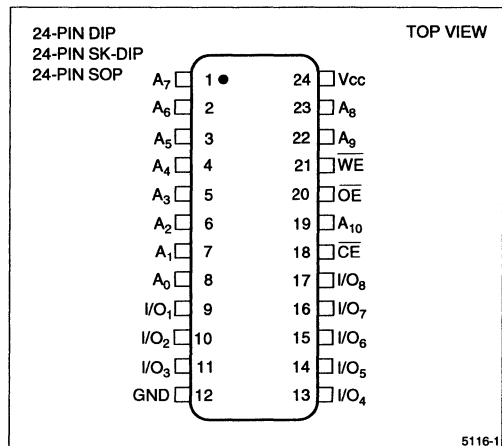 24-PIN DIP
24-PIN SK-DIP
24-PIN SOP
TOP VIEW
A7 1 24 Vcc
A6 2 23 A8
A5 3 22 A9
A4 4 21 W̅E̅
A3 5 20 O̅E̅
A2 6 19 A10
A1 7 18 C̅E̅
A0 8 17 I/O8
I/O1 9 16 I/O7
I/O2 10 15 I/O6
I/O3 11 14 I/O5
GND 12 13 I/O4
5116-1